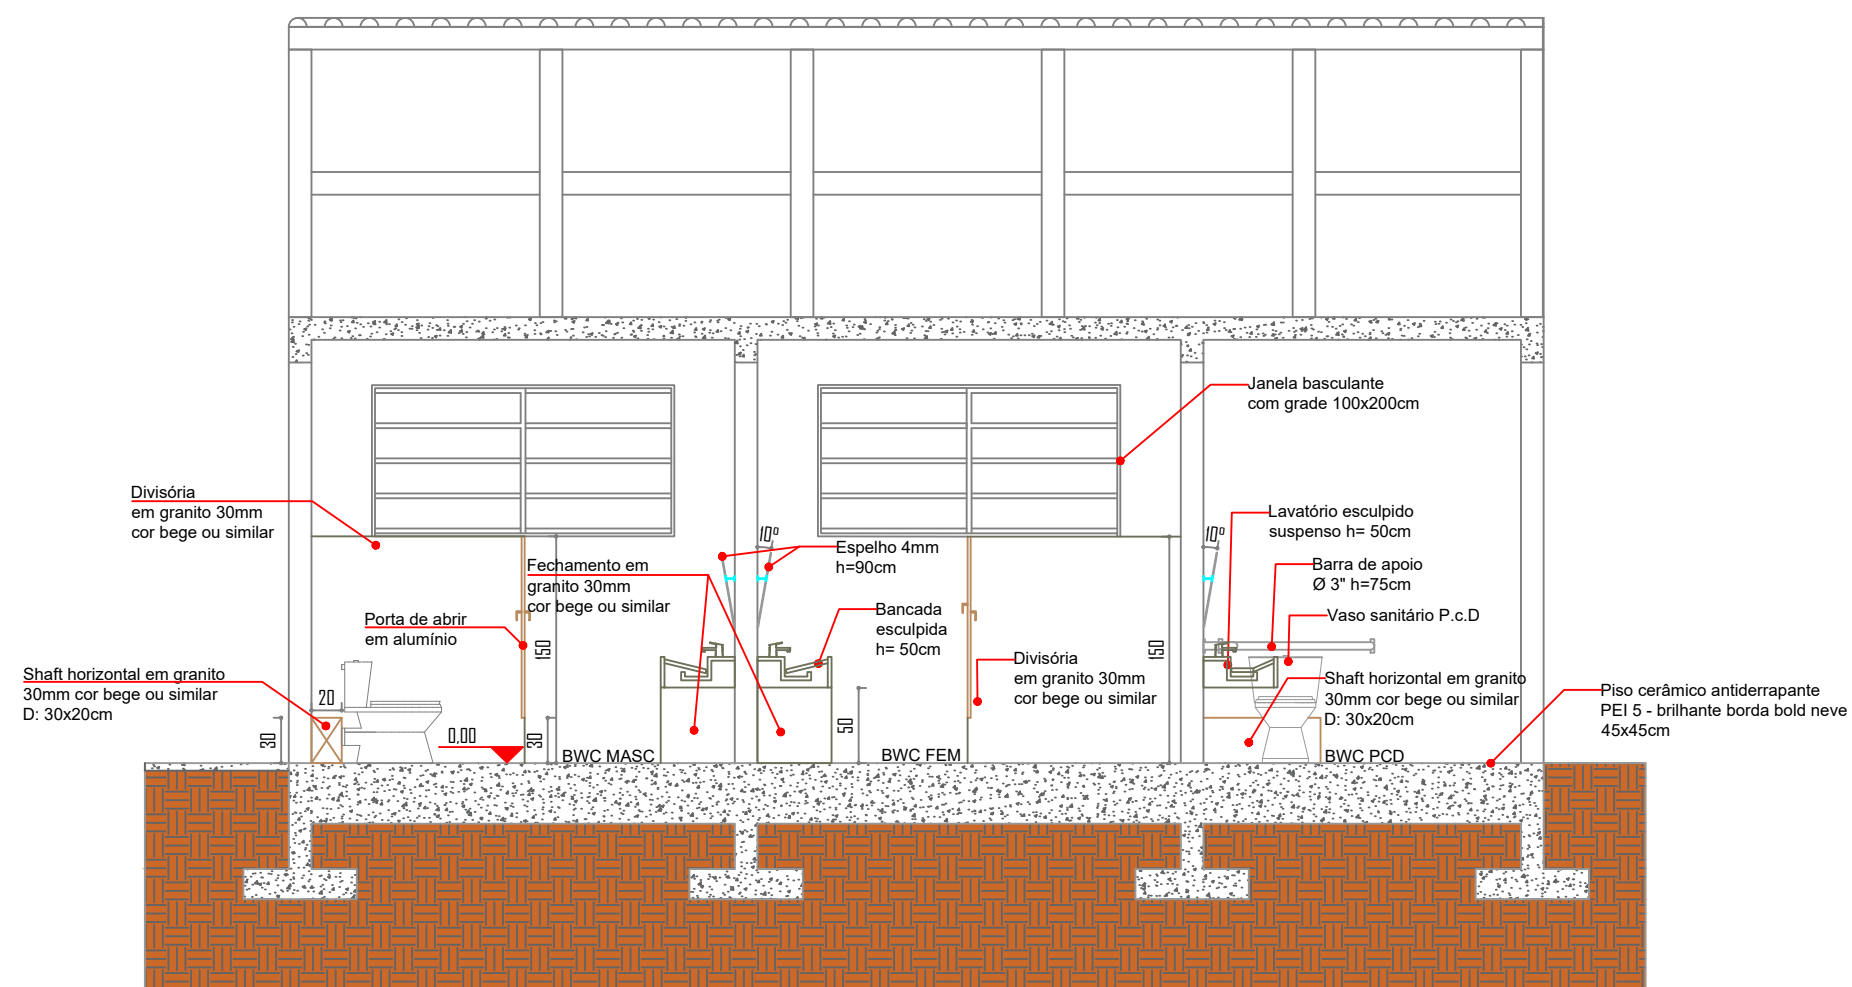 Janela basculante
com grade 100x200cm
Divisória
em granito 30mm
cor bege ou similar
Lavatório esculpido
suspenso h= 50cm
10º
10º
Espelho 4mm
h=90cm
Fechamento em
granito 30mm
cor bege ou similar
Barra de apoio
Ø 3" h=75cm
Porta de abrir
em alumínio
Bancada
esculpida
h= 50cm
Vaso sanitário P.c.D
150
150
Divisória
em granito 30mm
cor bege ou similar
Shaft horizontal em granito
30mm cor bege ou similar
D: 30x20cm
20
Shaft horizontal em granito
30mm cor bege ou similar
D: 30x20cm
Piso cerâmico antiderrapante
PEI 5 - brilhante borda bold neve
45x45cm
30
0,00
30
50
BWC MASC
BWC FEM
BWC PCD